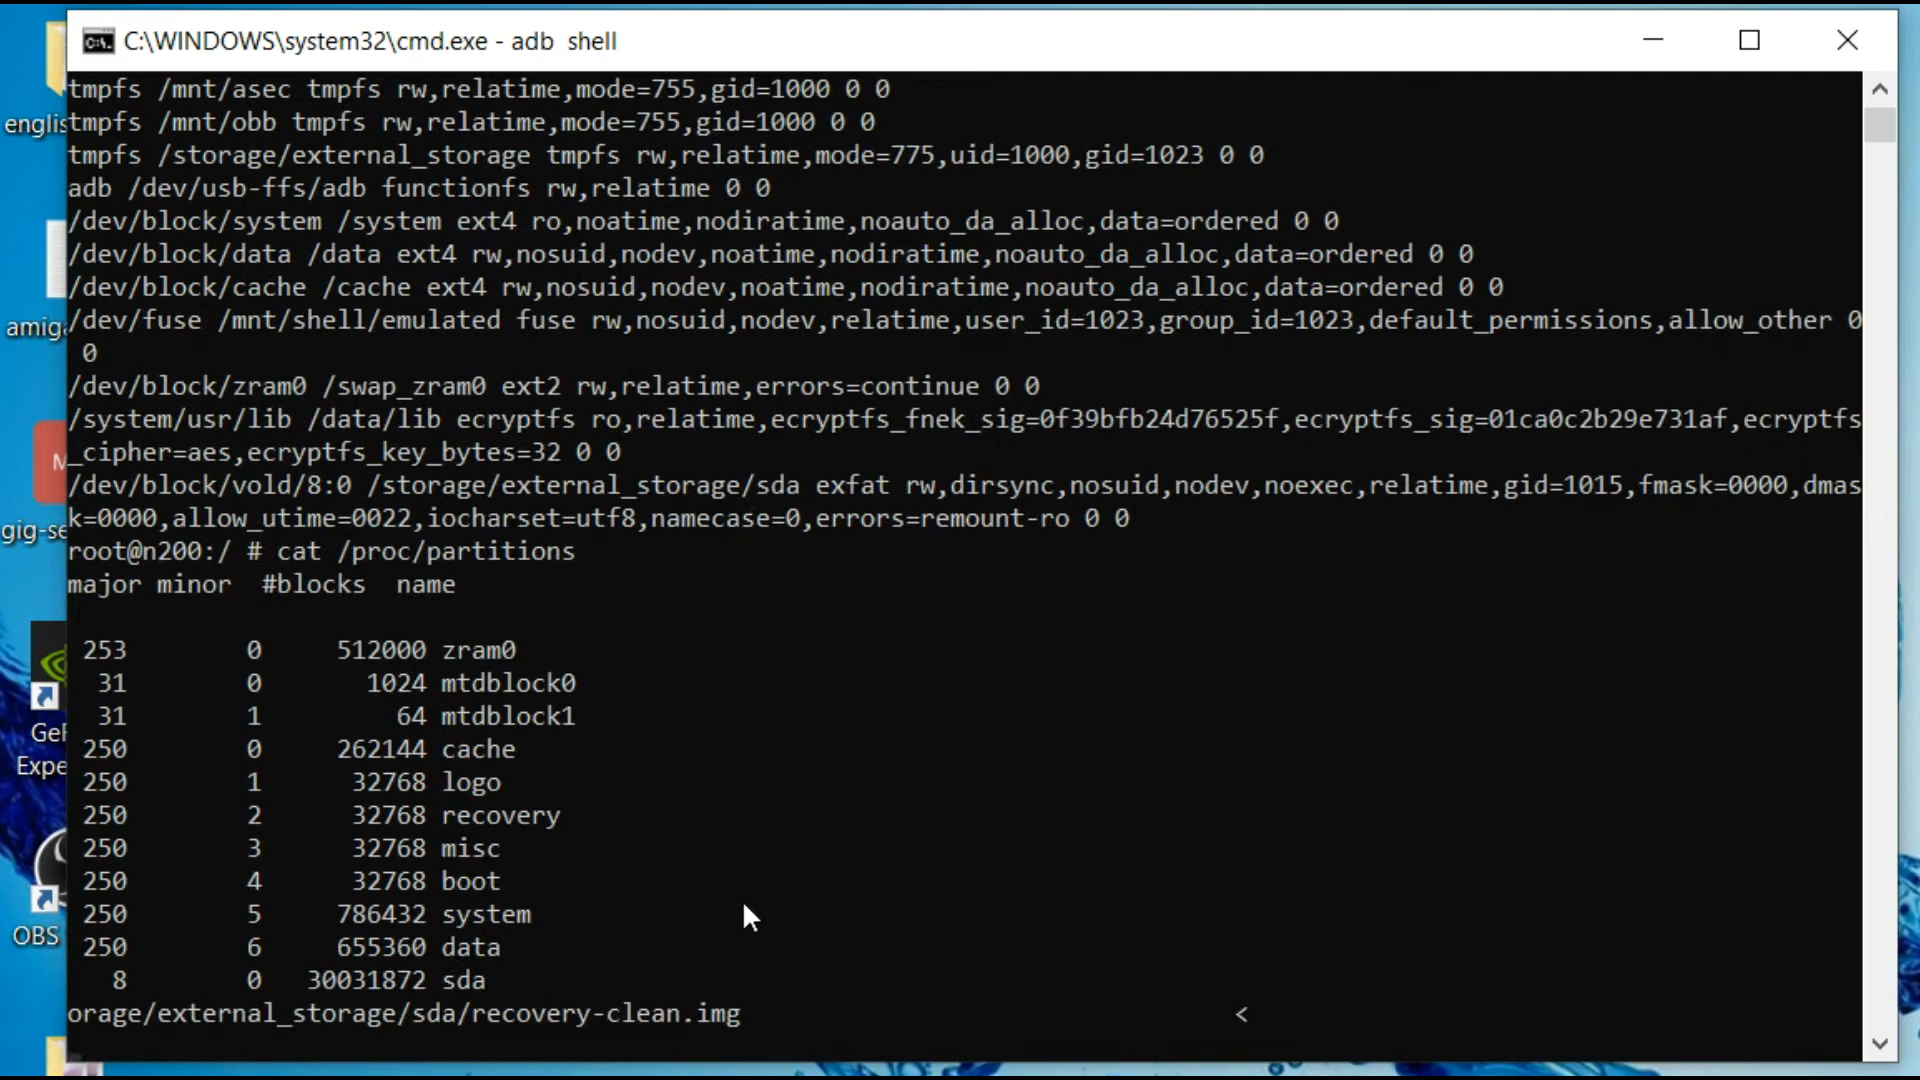 C:\WINDOWS\system32\cmd.exe - adb  shell
tmpfs /mnt/asec tmpfs rw,relatime,mode=755,gid=1000 0 0
tmpfs /mnt/obb tmpfs rw,relatime,mode=755,gid=1000 0 0
tmpfs /storage/external_storage tmpfs rw,relatime,mode=775,uid=1000,gid=1023 0 0
adb /dev/usb-ffs/adb functionfs rw,relatime 0 0
/dev/block/system /system ext4 ro,noatime,nodiratime,noauto_da_alloc,data=ordered 0 0
/dev/block/data /data ext4 rw,nosuid,nodev,noatime,nodiratime,noauto_da_alloc,data=ordered 0 0
/dev/block/cache /cache ext4 rw,nosuid,nodev,noatime,nodiratime,noauto_da_alloc,data=ordered 0 0
/dev/fuse /mnt/shell/emulated fuse rw,nosuid,nodev,relatime,user_id=1023,group_id=1023,default_permissions,allow_other 0
 0
/dev/block/zram0 /swap_zram0 ext2 rw,relatime,errors=continue 0 0
/system/usr/lib /data/lib ecryptfs ro,relatime,ecryptfs_fnek_sig=0f39bfb24d76525f,ecryptfs_sig=01ca0c2b29e731af,ecryptfs
_cipher=aes,ecryptfs_key_bytes=32 0 0
/dev/block/vold/8:0 /storage/external_storage/sda exfat rw,dirsync,nosuid,nodev,noexec,relatime,gid=1015,fmask=0000,dmas
k=0000,allow_utime=0022,iocharset=utf8,namecase=0,errors=remount-ro 0 0
root@n200:/ # cat /proc/partitions
major minor  #blocks  name
 253        0     512000 zram0
  31        0       1024 mtdblock0
  31        1         64 mtdblock1
 250        0     262144 cache
 250        1      32768 logo
 250        2      32768 recovery
 250        3      32768 misc
 250        4      32768 boot
 250        5     786432 system
 250        6     655360 data
   8        0   30031872 sda
orage/external_storage/sda/recovery-clean.img                                 <
englis
amiga
M
gig-se
GeF
Expe
OBS